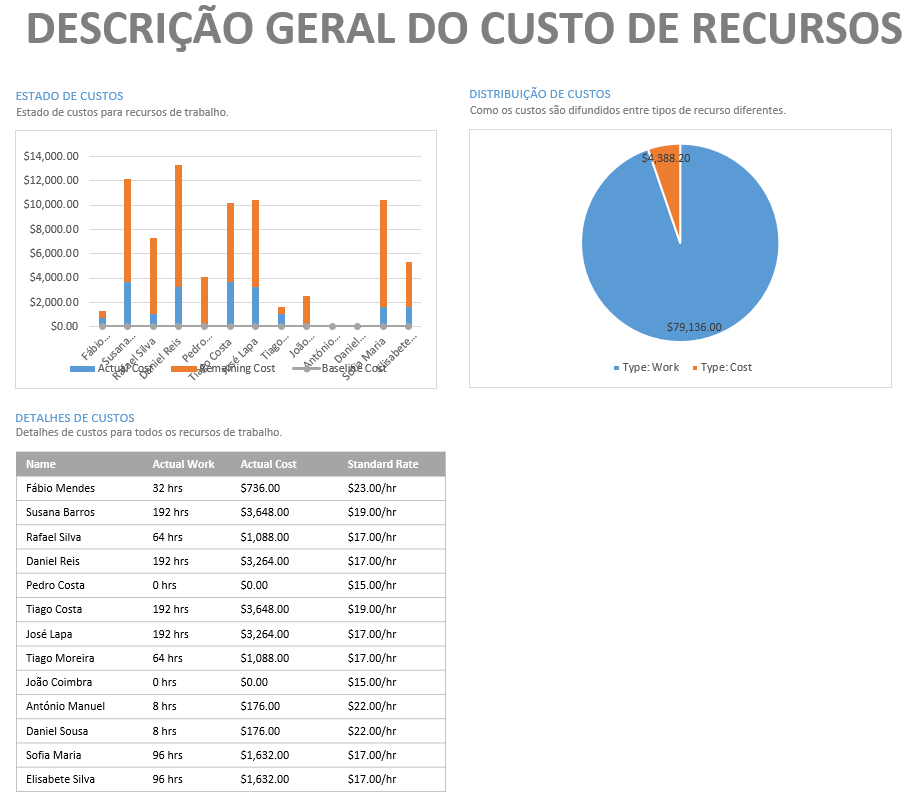 DESCRIÇÃO GERAL DO CUSTO DE RECURSOS
ESTADO DE CUSTOS
Estado de custos para recursos de trabalho.
$14,000.00
$12,000.00
$10,000.00
$8,000.00
$6,000.00
$4,000.00
$2,000.00
$0.00
Fábio...
Susana...
Rafael Silva
Daniel Reis
Pedro...
Tiago Costa
José Lapa
Tiago...
João...
António...
Daniel...
Sofia Maria
Elisabete...
Actual Cost
Remaining Cost
Baseline Cost
DISTRIBUIÇÃO DE CUSTOS
Como os custos são difundidos entre tipos de recurso diferentes.
$4,388.20
$79,136.00
Type: Work Type: Cost
DETALHES DE CUSTOS
Detalhes de custos para todos os recursos de trabalho.
Name Actual Work Actual Cost Standard Rate
Fábio Mendes 32 hrs $736.00 $23.00/hr
Susana Barros 192 hrs $3,648.00 $19.00/hr
Rafael Silva 64 hrs $1,088.00 $17.00/hr
Daniel Reis 192 hrs $3,264.00 $17.00/hr
Pedro Costa 0 hrs $0.00 $15.00/hr
Tiago Costa 192 hrs $3,648.00 $19.00/hr
José Lapa 192 hrs $3,264.00 $17.00/hr
Tiago Moreira 64 hrs $1,088.00 $17.00/hr
João Coimbra 0 hrs $0.00 $15.00/hr
António Manuel 8 hrs $176.00 $22.00/hr
Daniel Sousa 8 hrs $176.00 $22.00/hr
Sofia Maria 96 hrs $1,632.00 $17.00/hr
Elisabete Silva 96 hrs $1,632.00 $17.00/hr